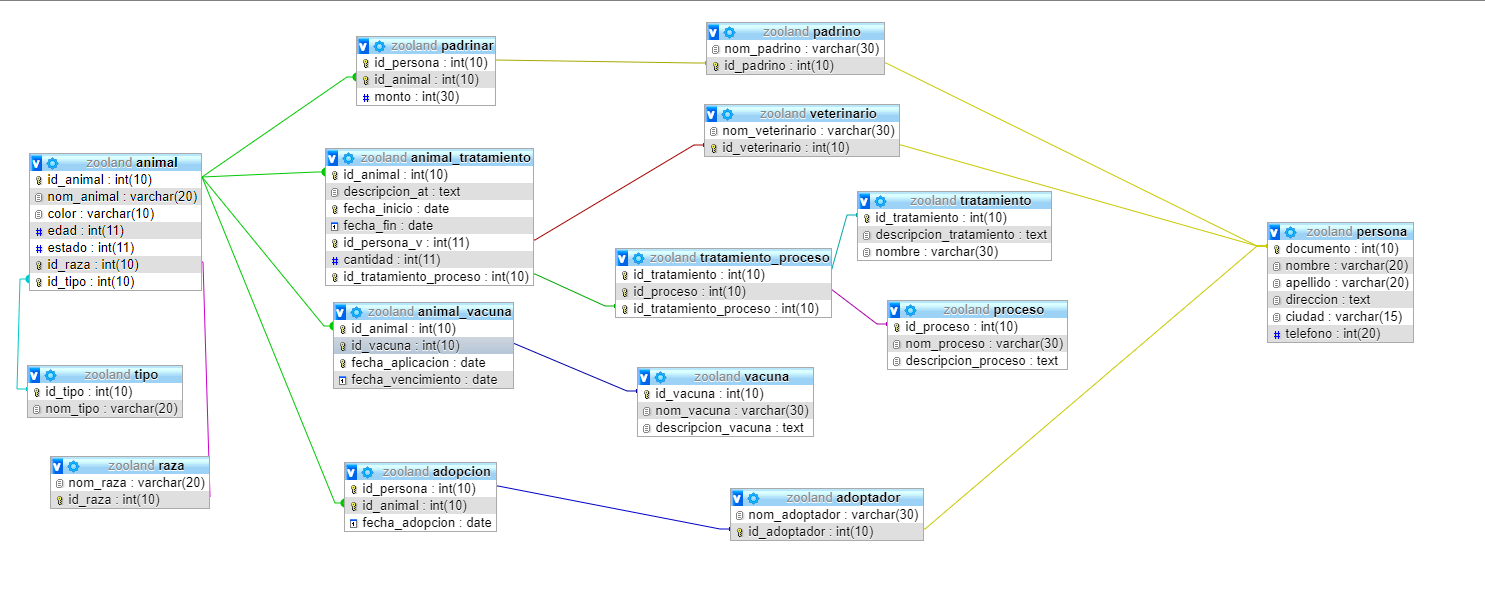 zooland padrinar
id_persona : int(10)
id_animal : int(10)
# monto : int(30)
zooland padrino
nom_padrino : varchar(30)
id_padrino : int(10)
zooland veterinario
nom_veterinario : varchar(30)
id_veterinario : int(10)
zooland animal
id_animal : int(10)
nom_animal : varchar(20)
color : varchar(10)
# edad : int(11)
# estado : int(11)
id_raza : int(10)
id_tipo : int(10)
zooland animal_tratamiento
id_animal : int(10)
descripcion_at : text
fecha_inicio : date
fecha_fin : date
id_persona_v : int(11)
# cantidad : int(11)
id_tratamiento_proceso : int(10)
zooland tratamiento
id_tratamiento : int(10)
descripcion_tratamiento : text
nombre : varchar(30)
zooland persona
documento : int(10)
nombre : varchar(20)
apellido : varchar(20)
direccion : text
ciudad : varchar(15)
# telefono : int(20)
zooland tratamiento_proceso
id_tratamiento : int(10)
id_proceso : int(10)
id_tratamiento_proceso : int(10)
zooland proceso
id_proceso : int(10)
nom_proceso : varchar(30)
descripcion_proceso : text
zooland animal_vacuna
id_animal : int(10)
id_vacuna : int(10)
fecha_aplicacion : date
fecha_vencimiento : date
zooland tipo
id_tipo : int(10)
nom_tipo : varchar(20)
zooland vacuna
id_vacuna : int(10)
nom_vacuna : varchar(30)
descripcion_vacuna : text
zooland raza
nom_raza : varchar(20)
id_raza : int(10)
zooland adopcion
id_persona : int(10)
id_animal : int(10)
fecha_adopcion : date
zooland adoptador
nom_adoptador : varchar(30)
id_adoptador : int(10)